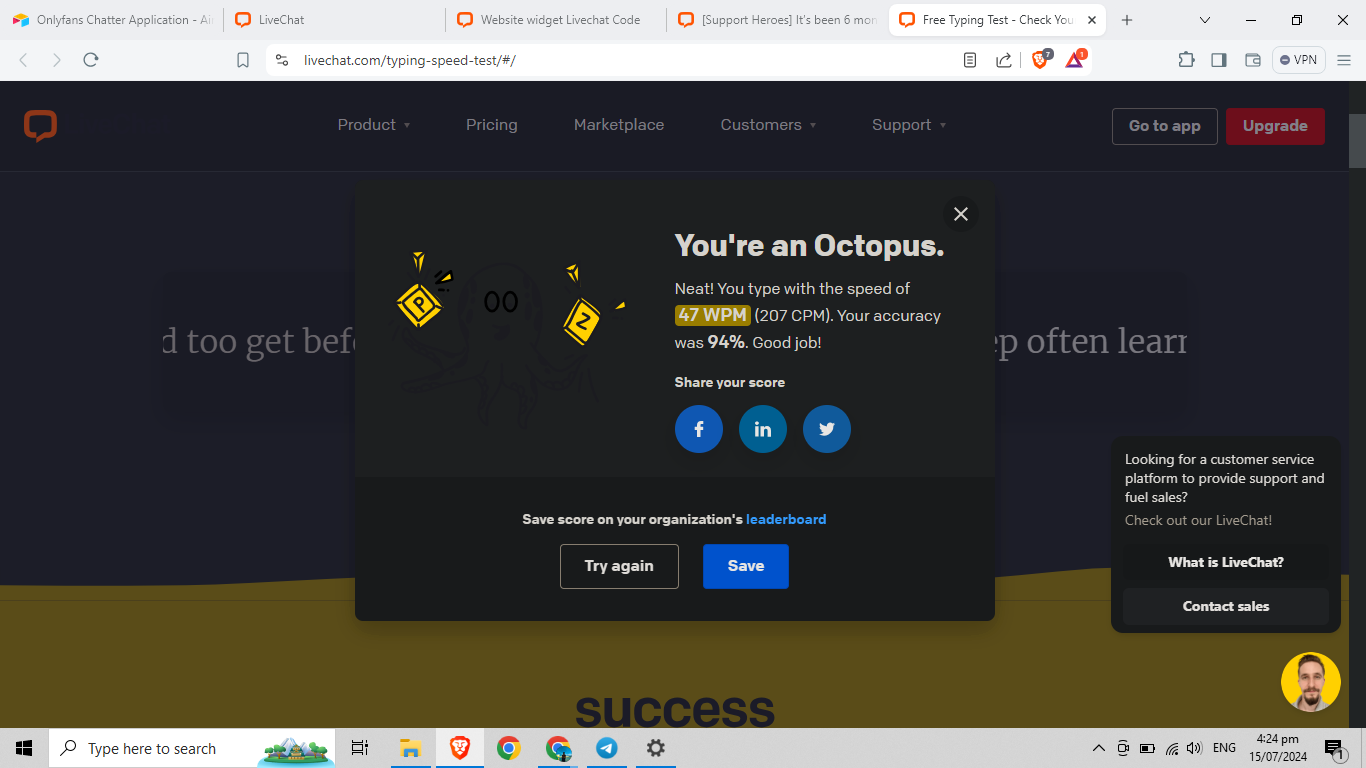 Onlyfans Chatter Application - Ai
LiveChat
Website widget Livechat Code
[Support Heroes] It's been 6 mon
Free Typing Test - Check You
livechat.com/typing-speed-test/#/
7
1
VPN
Product
Pricing
Marketplace
Customers
Support
Go to app
Upgrade
d too get bef
ep often learn
P
Z
You're an Octopus.
Neat! You type with the speed of
47 WPM (207 CPM). Your accuracy
was 94%. Good job!
Share your score
f
in
Save score on your organization's leaderboard
Try again
Save
Looking for a customer service
platform to provide support and
fuel sales?
Check out our LiveChat!
What is LiveChat?
Contact sales
success
Type here to search
ENG
4:24 pm
15/07/2024
1